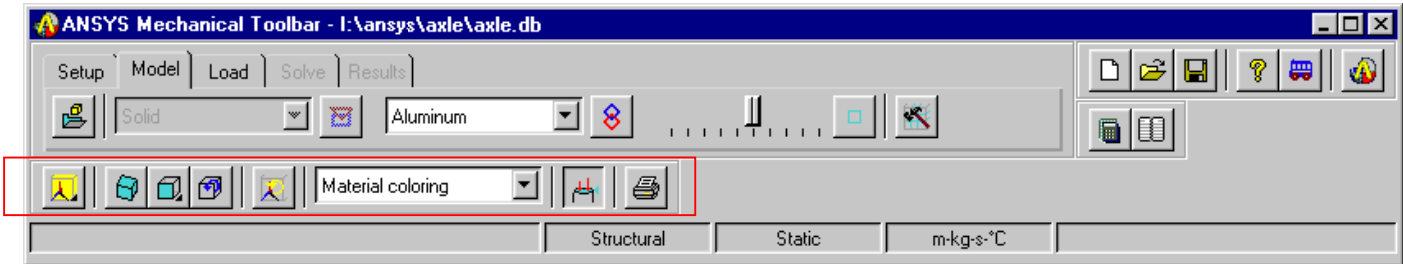 ANSYS Mechanical Toolbar - I:\ansys\axle\axle.db
Setup Model Load Solve Results
Solid Aluminum
Material coloring
Structural Static m-kg-s-°C